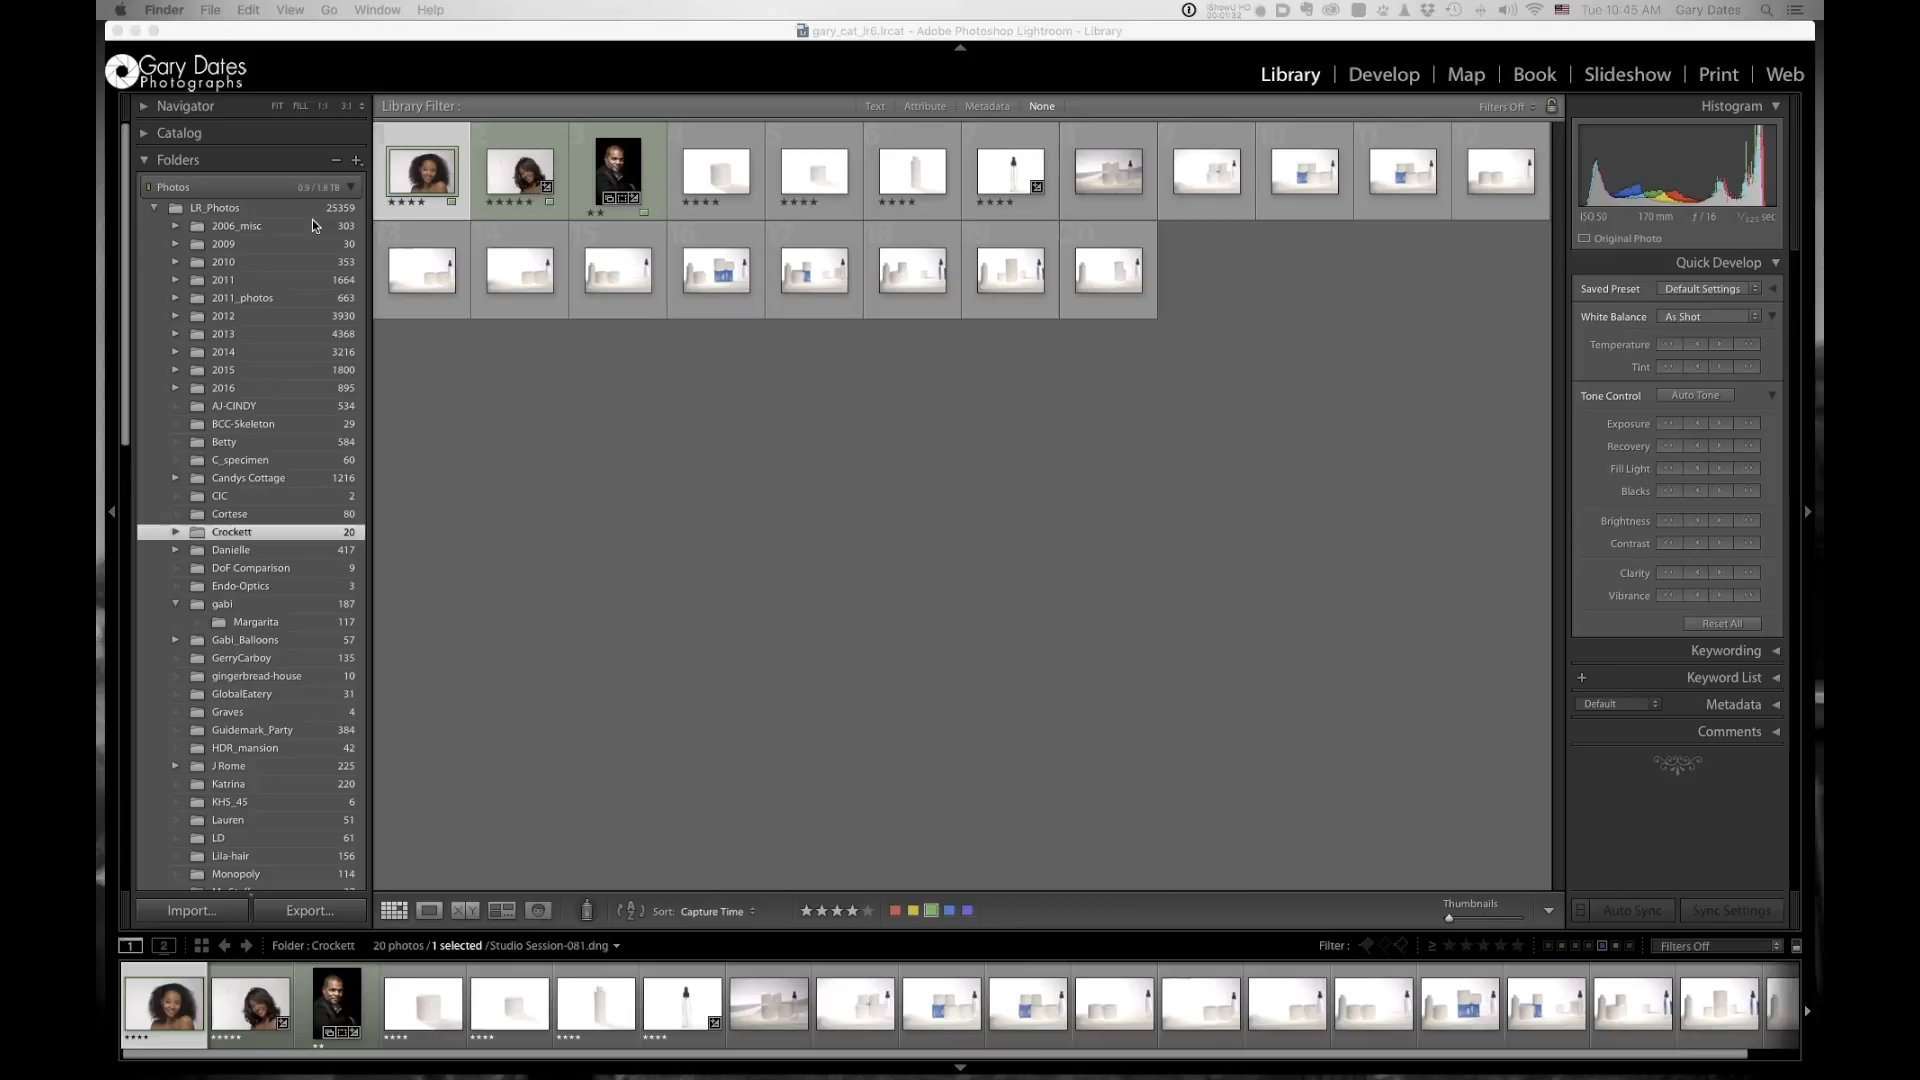 Finder File Edit View Go Window Help
iShowU HD
00:01:32
Tue 10:45 AM Gary Dates
gary_cat_lr6.lrcat - Adobe Photoshop Lightroom - Library
Gary Dates
Photographs
Library | Develop | Map | Book | Slideshow | Print | Web
Navigator FIT FILL 1:1 3:1
Library Filter : Text Attribute Metadata None Filters Off
Histogram
Catalog
Folders
Photos 0.9 / 1.8 TB
LR_Photos 25359
2006_misc 303
2009 30
2010 353
2011 1664
2011_photos 663
2012 3930
2013 4368
2014 3216
2015 1800
2016 895
AJ-CINDY 534
BCC-Skeleton 29
Betty 584
C_specimen 60
Candys Cottage 1216
CIC 2
Cortese 80
Crockett 20
Danielle 417
DoF Comparison 9
Endo-Optics 3
gabi 187
Margarita 117
Gabi_Balloons 57
GerryCarboy 135
gingerbread-house 10
GlobalEatery 31
Graves 4
Guidemark_Party 384
HDR_mansion 42
J Rome 225
Katrina 220
KHS_45 6
Lauren 51
LD 61
Lila-hair 156
Monopoly 114
Import... Export...
ISO 50 170 mm ƒ / 16 1/125 sec
Original Photo
Quick Develop
Saved Preset Default Settings
White Balance As Shot
Temperature
Tint
Tone Control Auto Tone
Exposure
Recovery
Fill Light
Blacks
Brightness
Contrast
Clarity
Vibrance
Reset All
Keywording
Keyword List
Default Metadata
Comments
Sort: Capture Time
Thumbnails
Auto Sync Sync Settings
1 2 Folder : Crockett 20 photos / 1 selected / Studio Session-081.dng
Filter : Filters Off